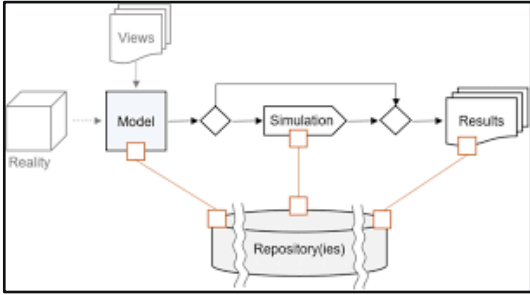 Views
Model
Simulation
Results
Reality
Repository(ies)